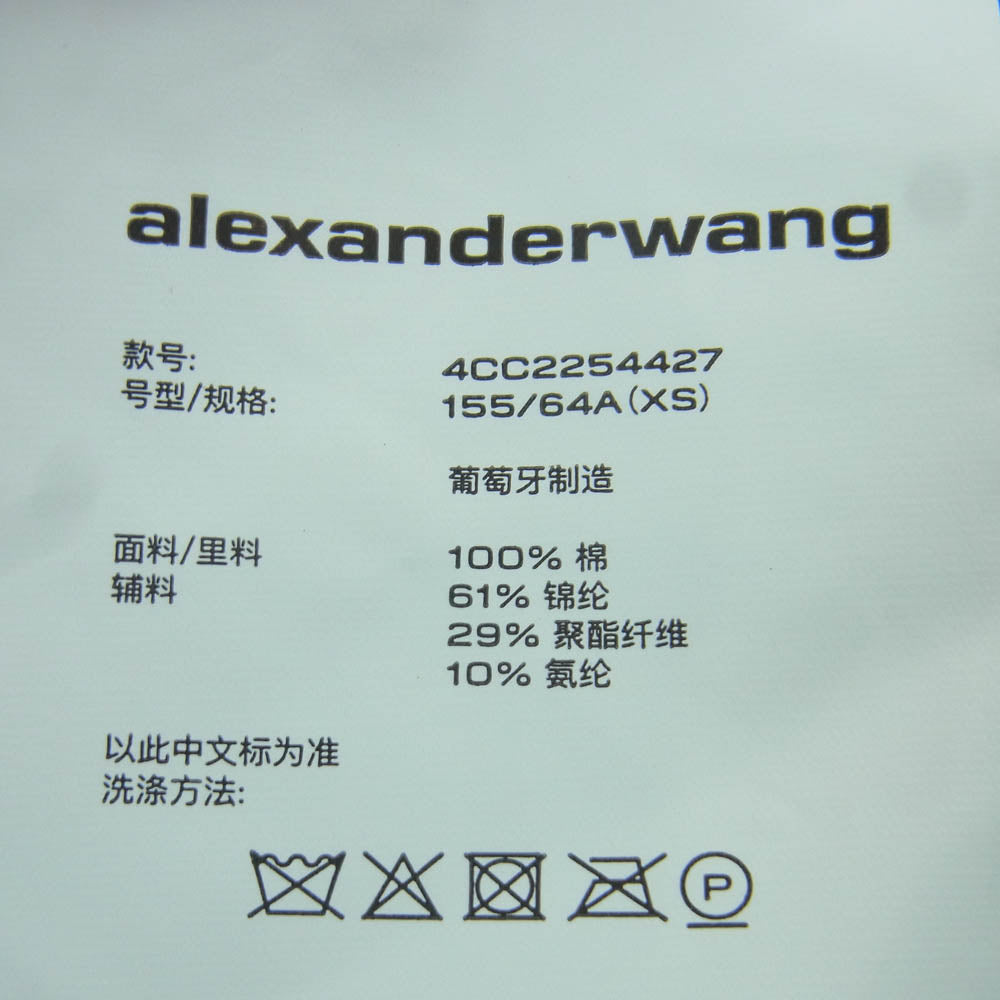 alexanderwang
款号: 4CC2254427
号型/规格: 155/64A(XS)
葡萄牙制造
面料/里料 100% 棉
辅料 61% 锦纶
29% 聚酯纤维
10% 氨纶
以此中文标为准
洗涤方法:
P